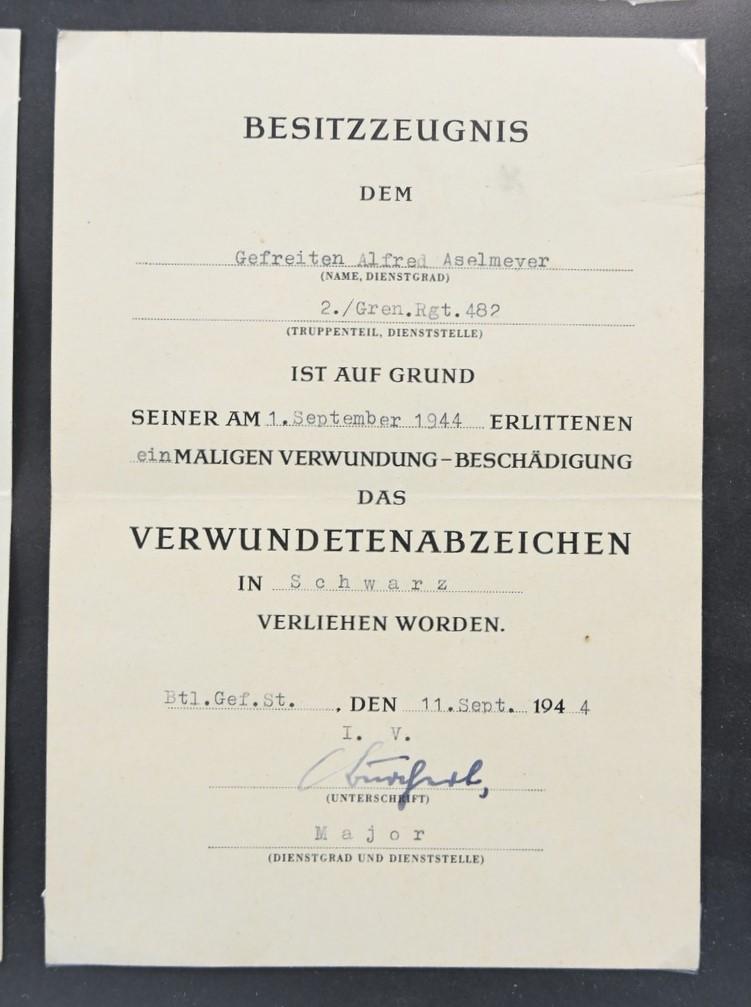 BESITZZEUGNIS
DEM
Gefreiten Alfred Aselmeyer
(NAME, DIENSTGRAD)
2./Gren.Rgt.482
(TRUPPENTEIL, DIENSTSTELLE)
IST AUF GRUND
SEINER AM 1.September 1944 ERLITTENEN
einMALIGEN VERWUNDUNG–BESCHÄDIGUNG
DAS
VERWUNDETENABZEICHEN
IN Schwarz
VERLIEHEN WORDEN.
Btl.Gef.St. , DEN 11.Sept. 1944
I. V.
(UNTERSCHRIFT)
Major
(DIENSTGRAD UND DIENSTSTELLE)